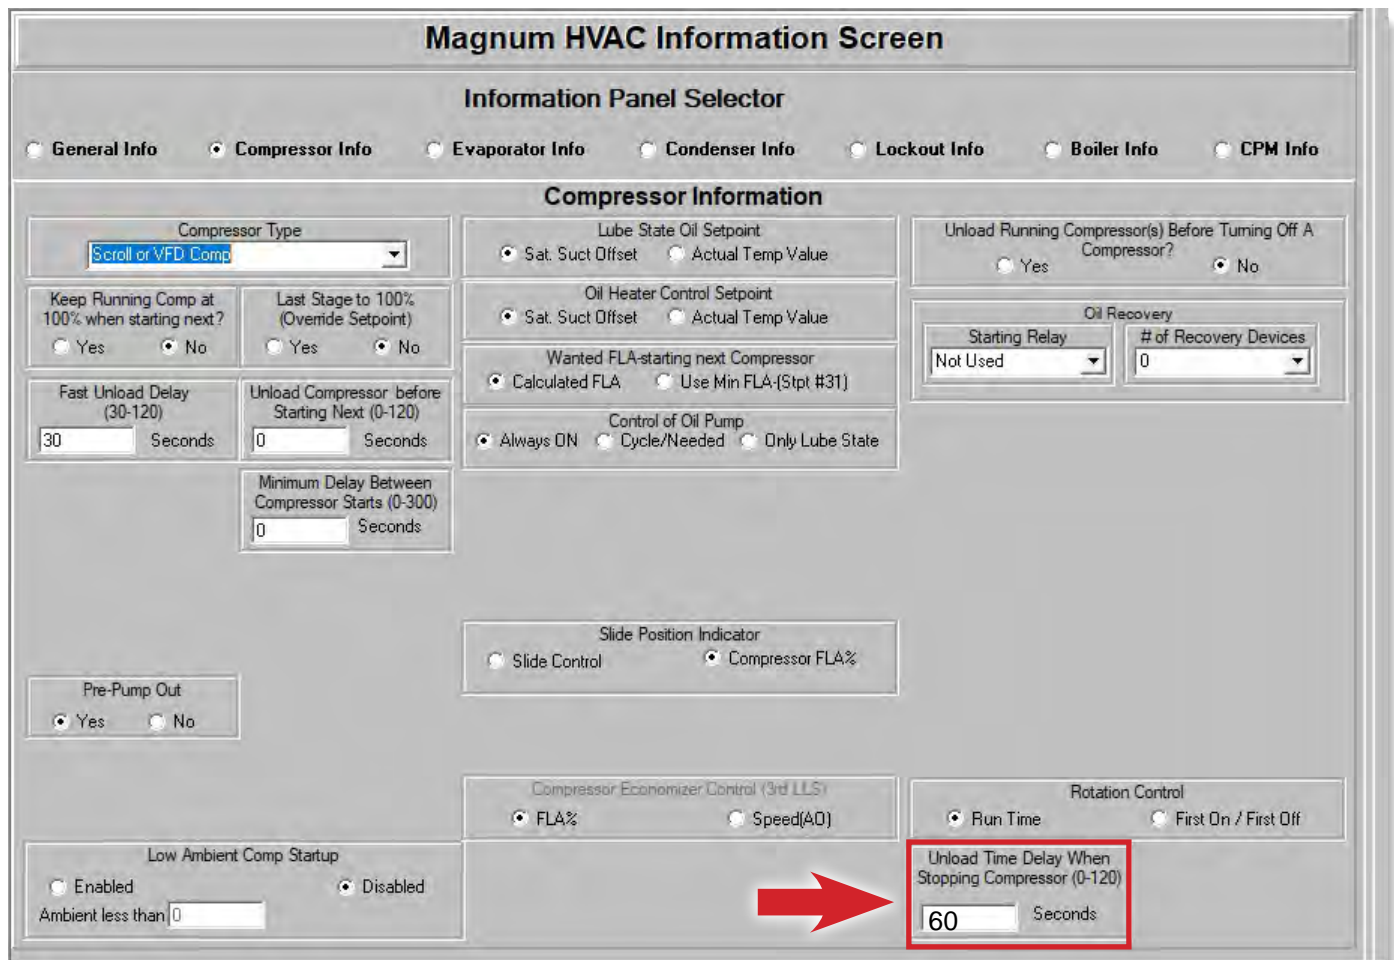 Magnum HVAC Information Screen
Information Panel Selector
General Info Compressor Info Evaporator Info Condenser Info Lockout Info Boiler Info CPM Info
Compressor Information
Compressor Type
Scroll or VFD Comp
Keep Running Comp at
100% when starting next?
Yes No
Last Stage to 100%
(Override Setpoint)
Yes No
Fast Unload Delay
(30-120)
30 Seconds
Unload Compressor before
Starting Next (0-120)
0 Seconds
Minimum Delay Between
Compressor Starts (0-300)
0 Seconds
Pre-Pump Out
Yes No
Low Ambient Comp Startup
Enabled Disabled
Ambient less than 0
Lube State Oil Setpoint
Sat. Suct Offset Actual Temp Value
Oil Heater Control Setpoint
Sat. Suct Offset Actual Temp Value
Wanted FLA-starting next Compressor
Calculated FLA Use Min FLA-(Stpt #31)
Control of Oil Pump
Always ON Cycle/Needed Only Lube State
Slide Position Indicator
Slide Control Compressor FLA%
Compressor Economizer Control (3rd LLS)
FLA% Speed(AO)
Unload Running Compressor(s) Before Turning Off A
Compressor?
Yes No
Oil Recovery
Starting Relay
Not Used
# of Recovery Devices
0
Rotation Control
Run Time First On / First Off
Unload Time Delay When
Stopping Compressor (0-120)
60 Seconds